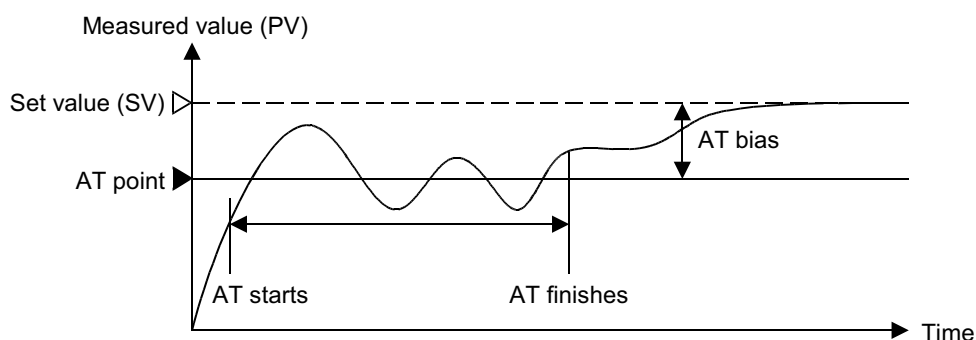 Measured value (PV)
Set value (SV)
AT bias
AT point
AT starts
AT finishes
Time